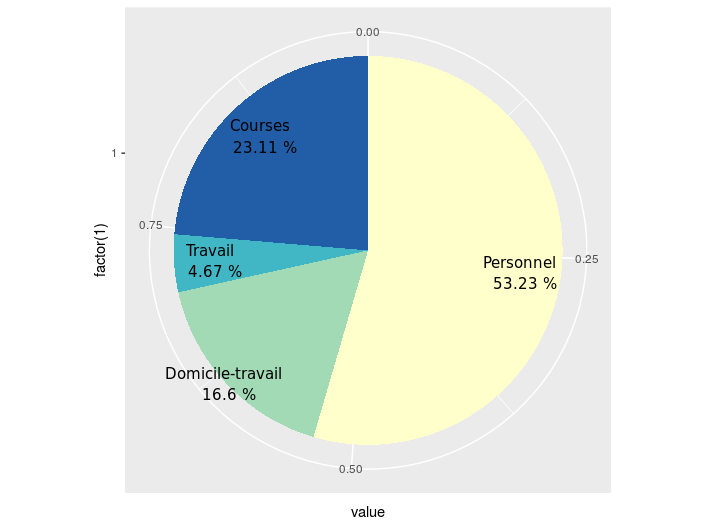 0.00
Courses
23.11 %
1
0.75
factor(1)
Travail
4.67 %
Personnel
53.23 %
0.25
Domicile-travail
16.6 %
0.50
value